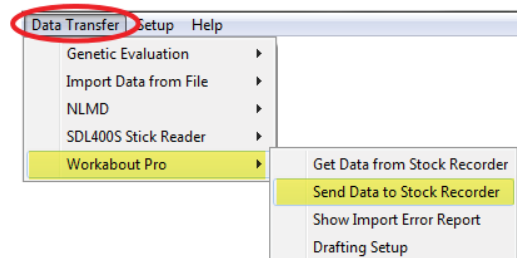 Data Transfer Setup Help
Genetic Evaluation
Import Data from File
NLMD
SDL400S Stick Reader
Workabout Pro
Get Data from Stock Recorder
Send Data to Stock Recorder
Show Import Error Report
Drafting Setup